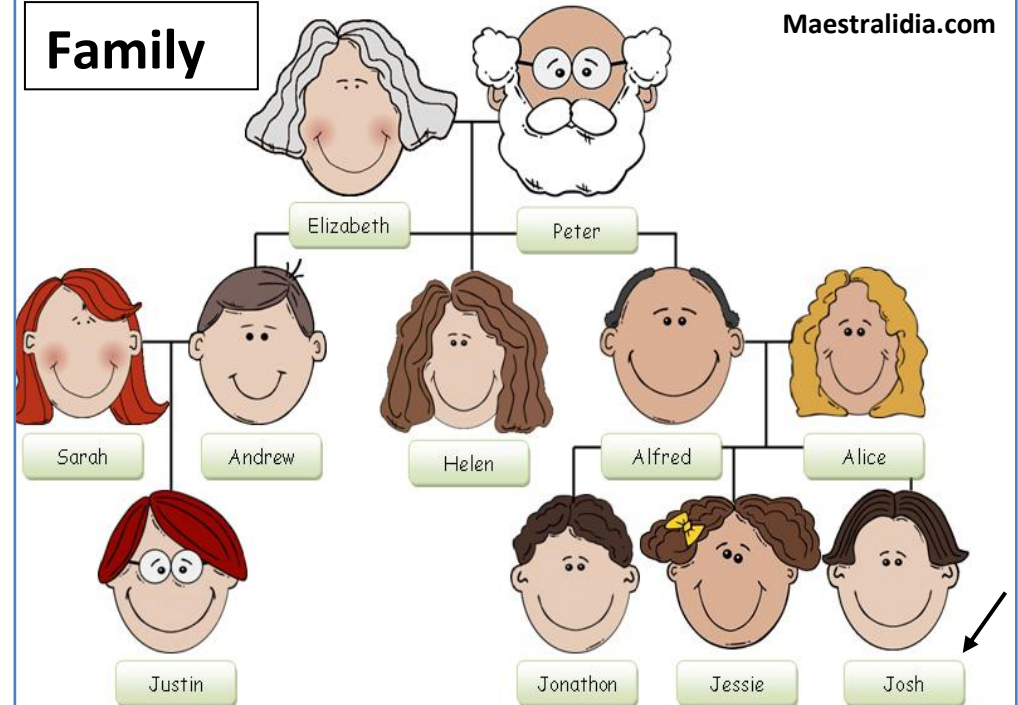 Family
Maestralidia.com
Elizabeth
Peter
Sarah
Andrew
Helen
Alfred
Alice
Justin
Jonathon
Jessie
Josh